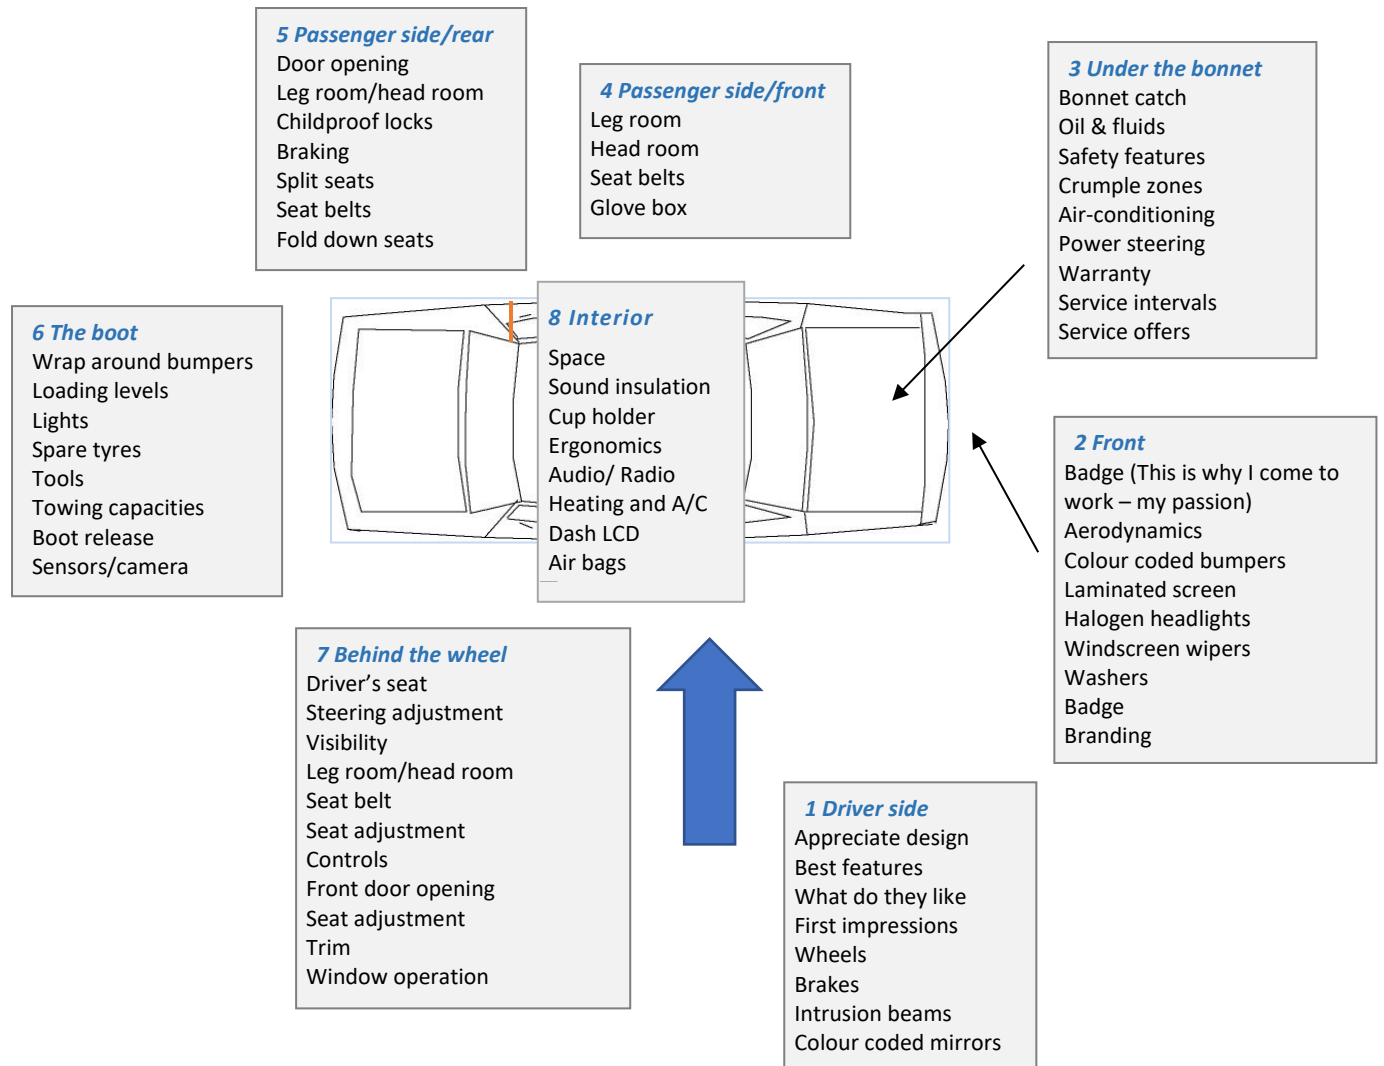 5 Passenger side/rear
Door opening
Leg room/head room
Childproof locks
Braking
Split seats
Seat belts
Fold down seats
4 Passenger side/front
Leg room
Head room
Seat belts
Glove box
3 Under the bonnet
Bonnet catch
Oil & fluids
Safety features
Crumple zones
Air-conditioning
Power steering
Warranty
Service intervals
Service offers
6 The boot
Wrap around bumpers
Loading levels
Lights
Spare tyres
Tools
Towing capacities
Boot release
Sensors/camera
8 Interior
Space
Sound insulation
Cup holder
Ergonomics
Audio/ Radio
Heating and A/C
Dash LCD
Air bags
2 Front
Badge (This is why I come to
work – my passion)
Aerodynamics
Colour coded bumpers
Laminated screen
Halogen headlights
Windscreen wipers
Washers
Badge
Branding
7 Behind the wheel
Driver’s seat
Steering adjustment
Visibility
Leg room/head room
Seat belt
Seat adjustment
Controls
Front door opening
Seat adjustment
Trim
Window operation
1 Driver side
Appreciate design
Best features
What do they like
First impressions
Wheels
Brakes
Intrusion beams
Colour coded mirrors